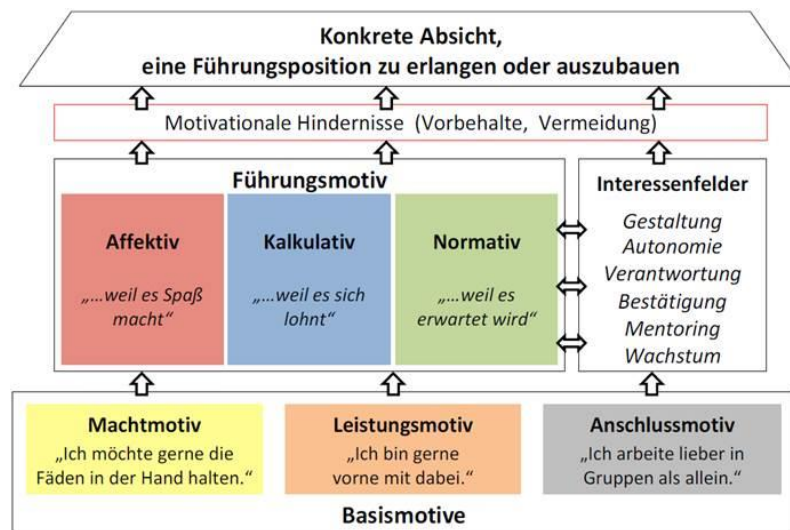 Konkrete Absicht,
eine Führungsposition zu erlangen oder auszubauen
Motivationale Hindernisse (Vorbehalte, Vermeidung)
Führungsmotiv
Affektiv
„…weil es Spaß
macht“
Kalkulativ
„…weil es sich
lohnt“
Normativ
„…weil es
erwartet wird“
Interessenfelder
Gestaltung
Autonomie
Verantwortung
Bestätigung
Mentoring
Wachstum
Machtmotiv
„Ich möchte gerne die
Fäden in der Hand halten.“
Leistungsmotiv
„Ich bin gerne
vorne mit dabei.“
Anschlussmotiv
„Ich arbeite lieber in
Gruppen als allein.“
Basismotive